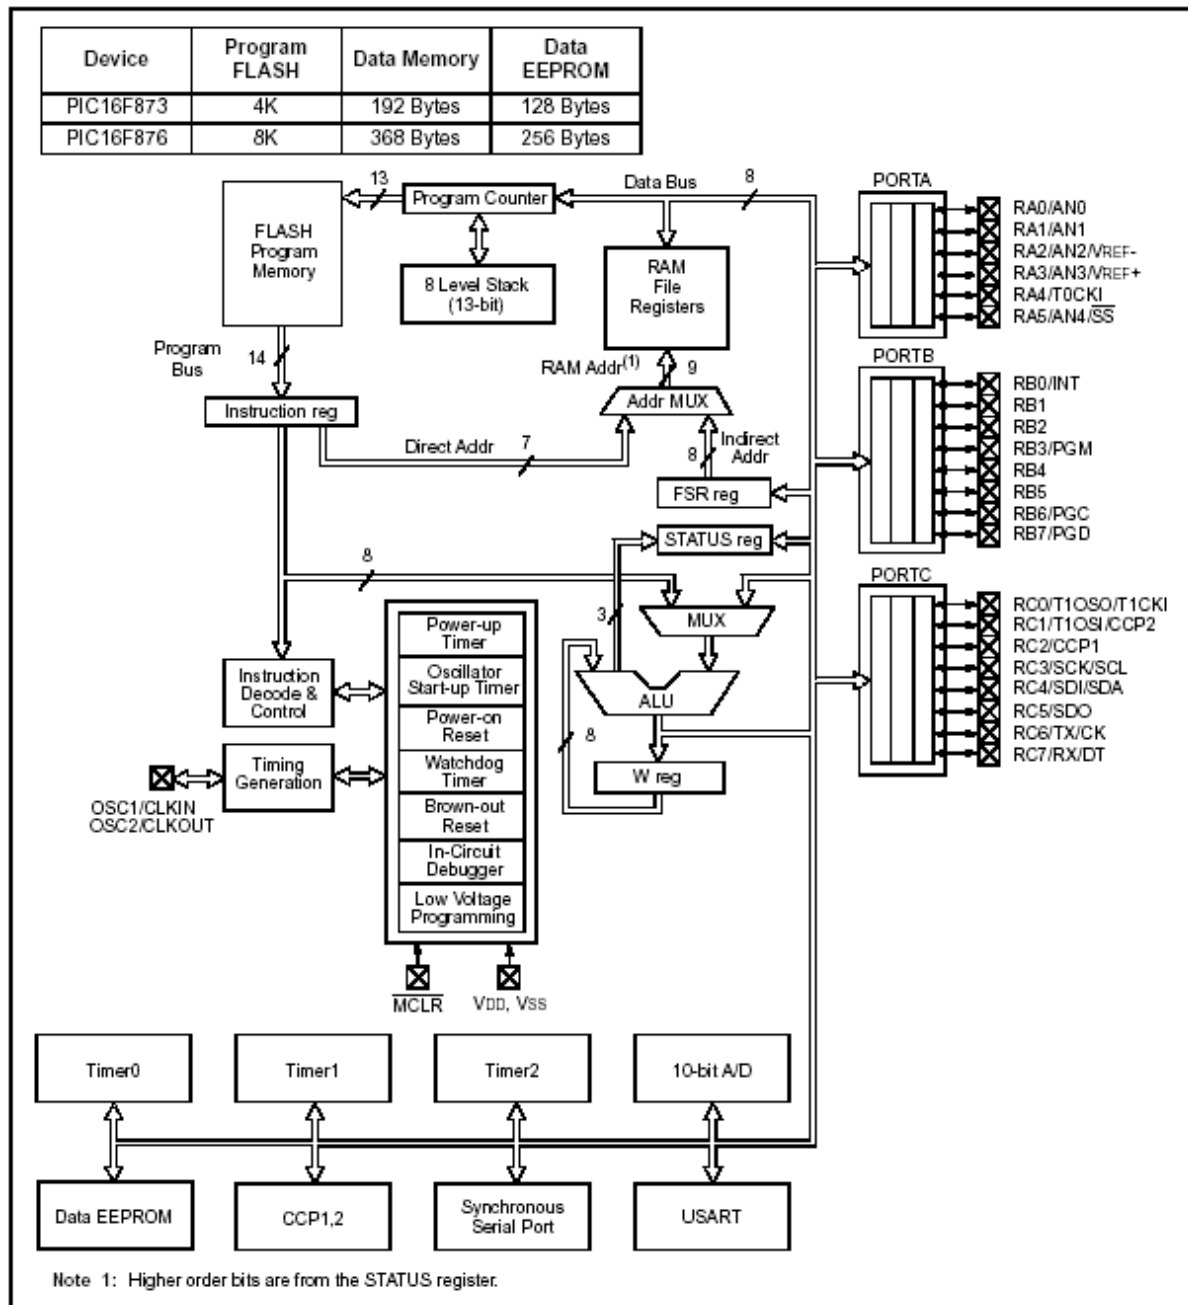 Device Program FLASH Data Memory Data EEPROM
PIC16F873 4K 192 Bytes 128 Bytes
PIC16F876 8K 368 Bytes 256 Bytes
FLASH
Program
Memory
13
Program Counter
Data Bus
8
8 Level Stack
(13-bit)
RAM
File
Registers
Program
Bus
14
RAM Addr(1)
9
Instruction reg
Addr MUX
Direct Addr
7
8
Indirect
Addr
FSR reg
STATUS reg
8
3
MUX
ALU
8
W reg
Instruction
Decode &
Control
Timing
Generation
OSC1/CLKIN
OSC2/CLKOUT
Power-up
Timer
Oscillator
Start-up Timer
Power-on
Reset
Watchdog
Timer
Brown-out
Reset
In-Circuit
Debugger
Low Voltage
Programming
MCLR
VDD, VSS
PORTA
RA0/AN0
RA1/AN1
RA2/AN2/VREF-
RA3/AN3/VREF+
RA4/T0CKI
RA5/AN4/SS
PORTB
RB0/INT
RB1
RB2
RB3/PGM
RB4
RB5
RB6/PGC
RB7/PGD
PORTC
RC0/T1OSO/T1CKI
RC1/T1OSI/CCP2
RC2/CCP1
RC3/SCK/SCL
RC4/SDI/SDA
RC5/SDO
RC6/TX/CK
RC7/RX/DT
Timer0
Timer1
Timer2
10-bit A/D
Data EEPROM
CCP1,2
Synchronous
Serial Port
USART
Note 1: Higher order bits are from the STATUS register.